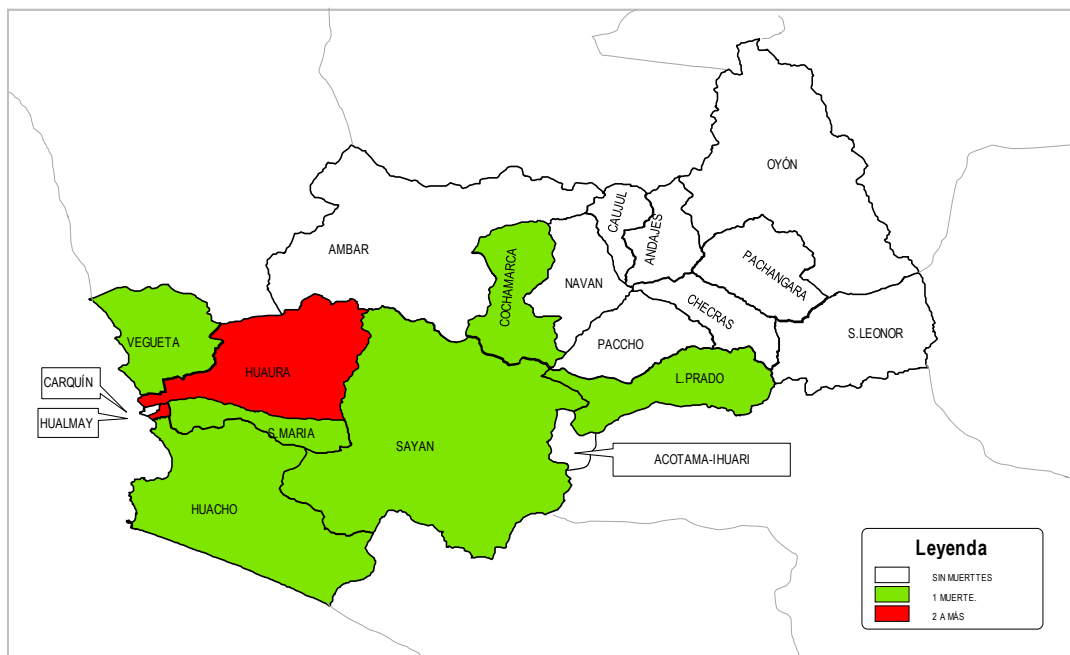 OYÓN
CAUJUL
ANDAJES
AMBAR
PACHANGARA
NAVAN
COCHAMARCA
CHECRAS
S.LEONOR
VEGUETA
PACCHO
HUAURA
L.PRADO
CARQUÍN
HUALMAY
S.MARIA
SAYAN
ACOTAMA-IHUARI
HUACHO
Leyenda
SIN MUERTTES
1 MUERTE.
2 A MÁS